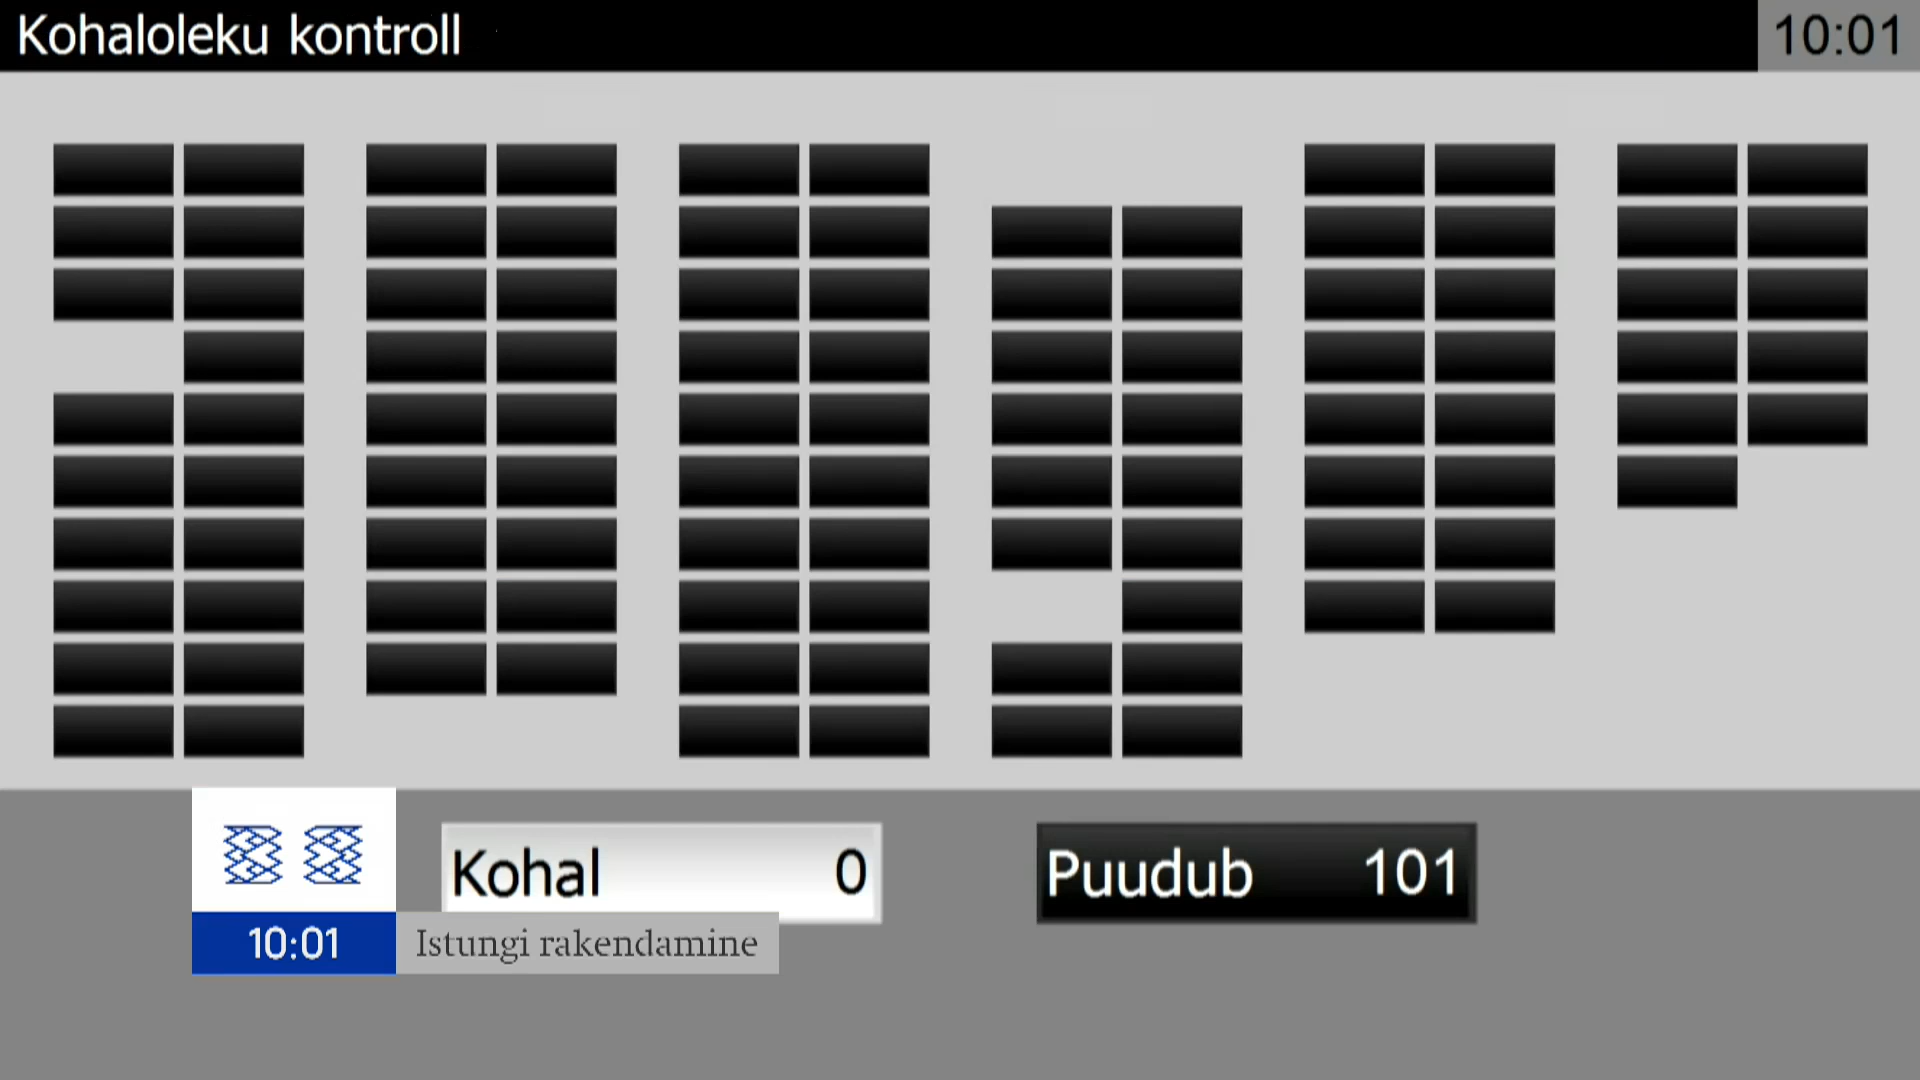 Kohaloleku kontroll
10:01
Kohal 0
Puudub 101
10:01
Istungi rakendamine